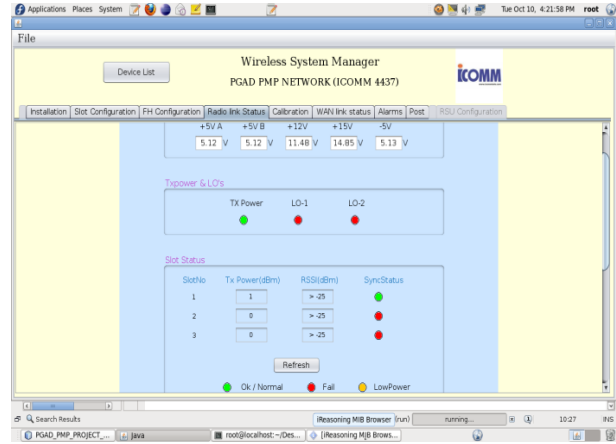 Applications Places System Tue Oct 10, 4:21:58 PM root
File
Device List
Wireless System Manager
PGAD PMP NETWORK (ICOMM 4437)
icomm
Installation Slot Configuration FH Configuration Radio link Status Calibration WAN link status Alarms Post RSU Configuration
+5V A +5V B +12V +15V -5V
5.12 V 5.12 V 11.48 V 14.85 V 5.13 V
Txpower & LO's
TX Power LO-1 LO-2
Slot Status
SlotNo Tx Power(dBm) RSSI(dBm) SyncStatus
1 1 > -25
2 0 > -25
3 0 > -25
Refresh
Ok / Normal Fail LowPower
Search Results iReasoning MIB Browser (run) running... 10:27 INS
PGAD_PMP_PROJECT_... Java root@localhost:~/Des... [iReasoning MIB Brows...